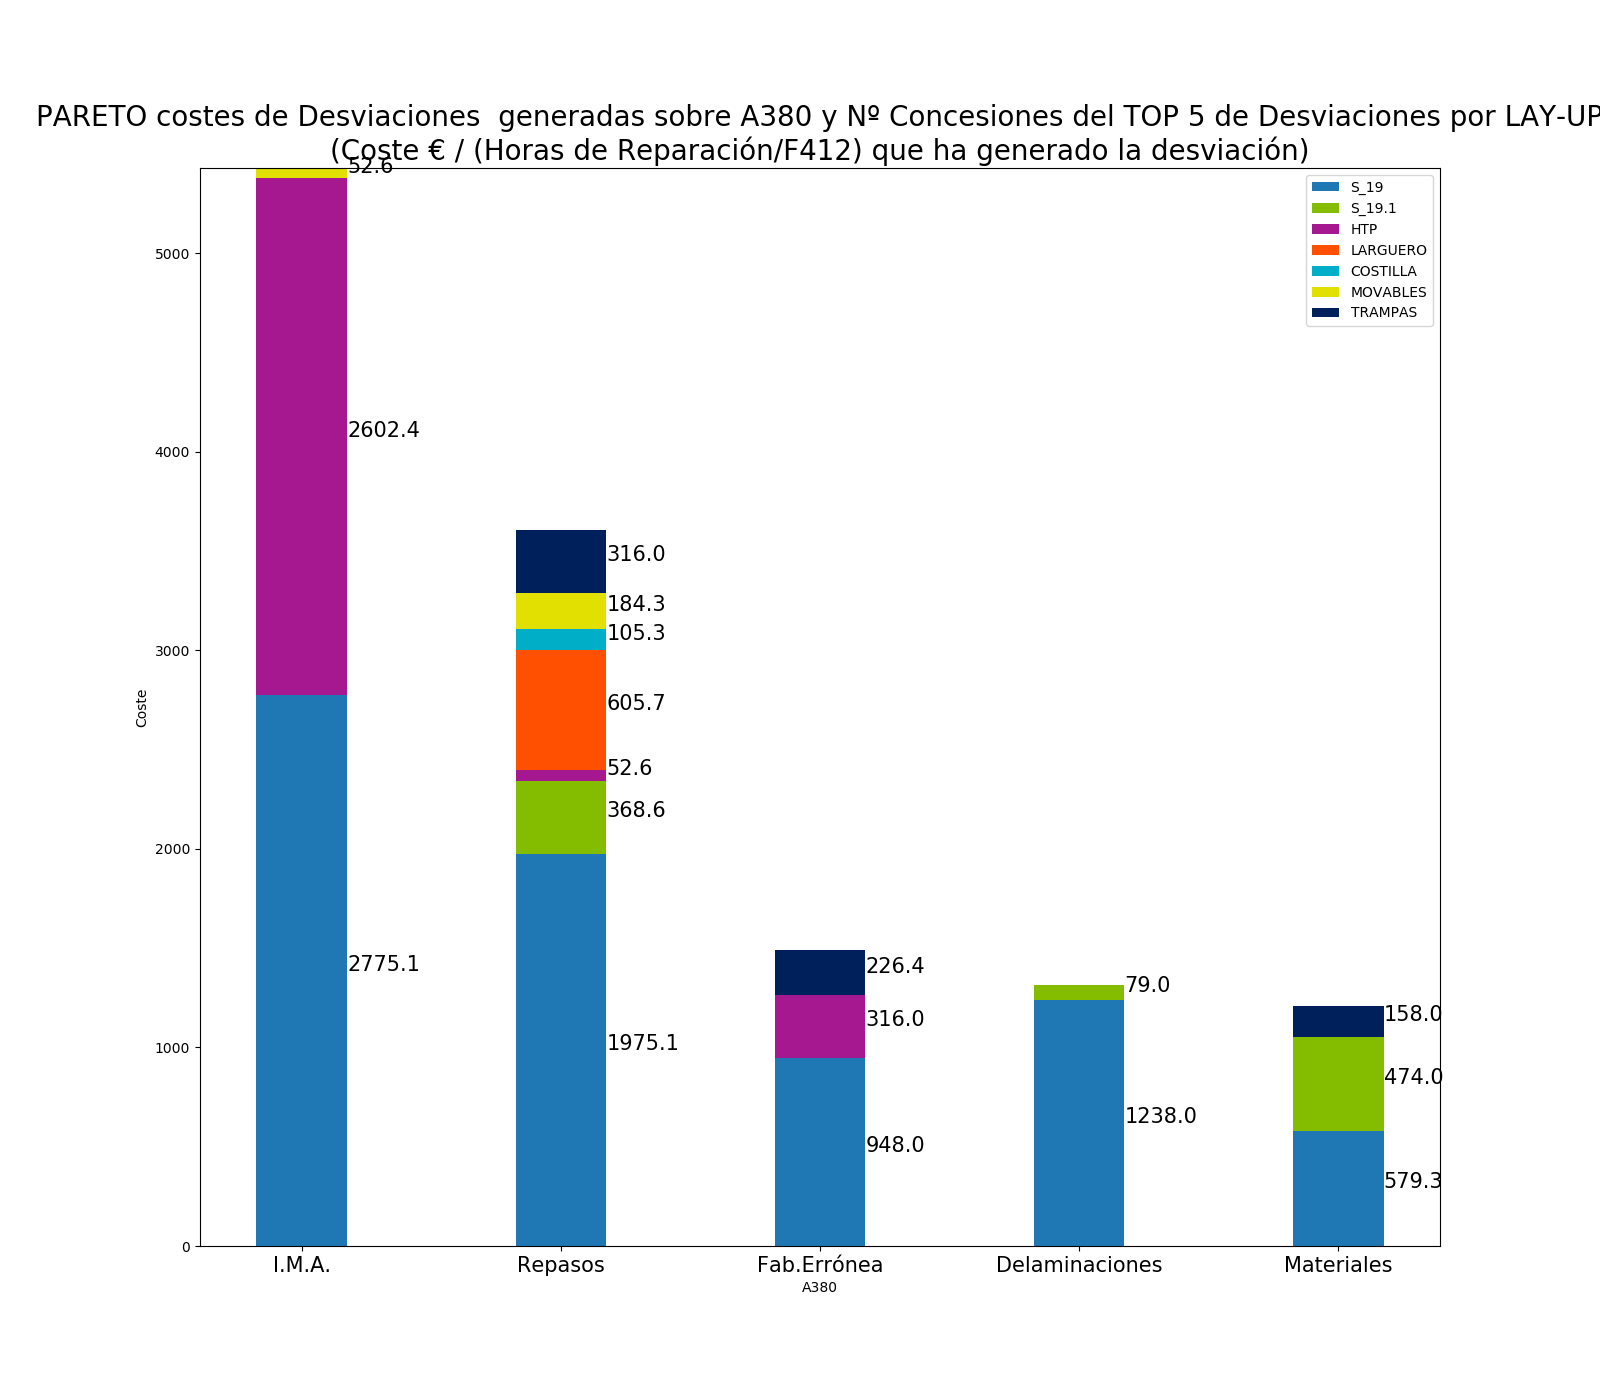 PARETO costes de Desviaciones  generadas sobre A380 y Nº Concesiones del TOP 5 de Desviaciones por LAY-UP
(Coste € / (Horas de Reparación/F412) que ha generado la desviación)
52.6
S_19
S_19.1
HTP
LARGUERO
COSTILLA
MOVABLES
TRAMPAS
5000
4000
3000
2000
1000
0
Coste
2602.4
2775.1
316.0
184.3
105.3
605.7
52.6
368.6
1975.1
226.4
316.0
948.0
79.0
1238.0
158.0
474.0
579.3
I.M.A.
Repasos
Fab.Errónea
Delaminaciones
Materiales
A380